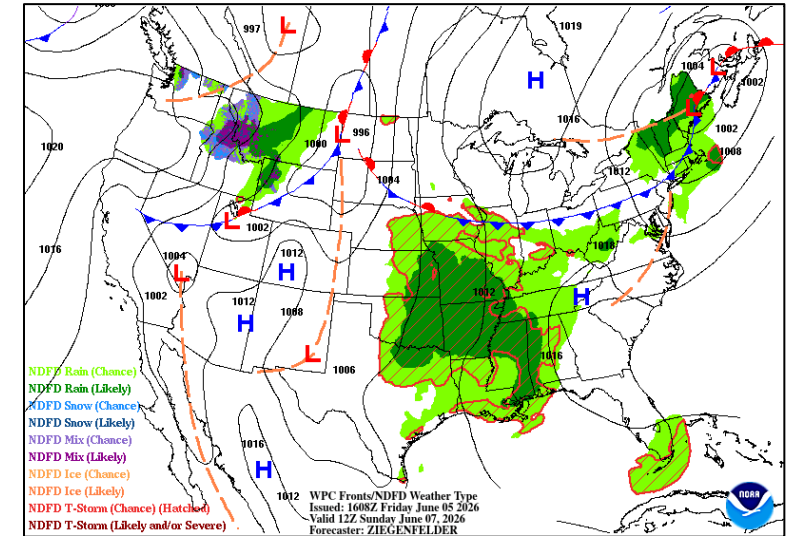 997
1019
1004
1002
1016
996
1000
1002
1020
1008
1004
1012
1016
1002
1018
1012
1004
1002
1012
1012
1008
1016
1006
NDFD Rain (Chance)
NDFD Rain (Likely)
NDFD Snow (Chance)
NDFD Snow (Likely)
NDFD Mix (Chance)
NDFD Mix (Likely)
NDFD Ice (Chance)
NDFD Ice (Likely)
NDFD T-Storm (Chance) (Hatched)
NDFD T-Storm (Likely and/or Severe)
1016
1012
L
L
L
L
L
L
L
H
H
H
H
H
WPC Fronts/NDFD Weather Type
Issued: 1608Z Friday June 05 2026
Valid 12Z Sunday June 07, 2026
Forecaster: ZIEGENFELDER
NOAA
1016